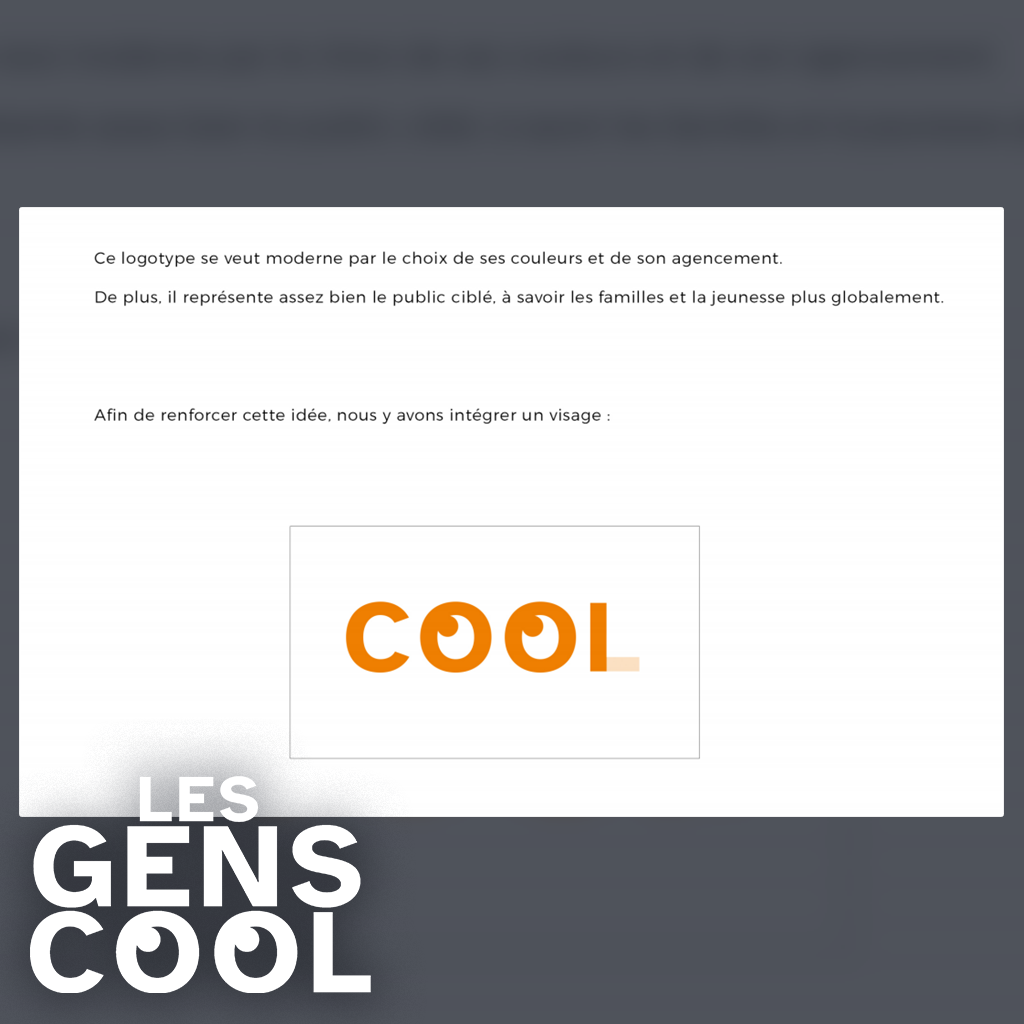 Ce logotype se veut moderne par le choix de ses couleurs et de son agencement.
De plus, il représente assez bien le public ciblé, à savoir les familles et la jeunesse plus globalement.
Afin de renforcer cette idée, nous y avons intégrer un visage :
COOL
LES
GENS
COOL